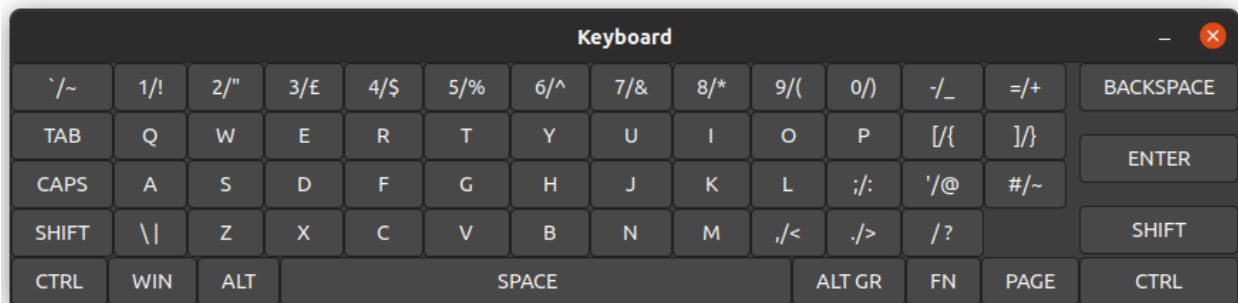 Keyboard
`/~ 1/! 2/" 3/£ 4/$ 5/% 6/^ 7/& 8/* 9/( 0/) -/_ =/+ BACKSPACE
TAB Q W E R T Y U I O P [/{ ]/}
ENTER
CAPS A S D F G H J K L ;/: '/@ #/~
SHIFT \| Z X C V B N M ,/< ./> / ? SHIFT
CTRL WIN ALT SPACE ALT GR FN PAGE CTRL